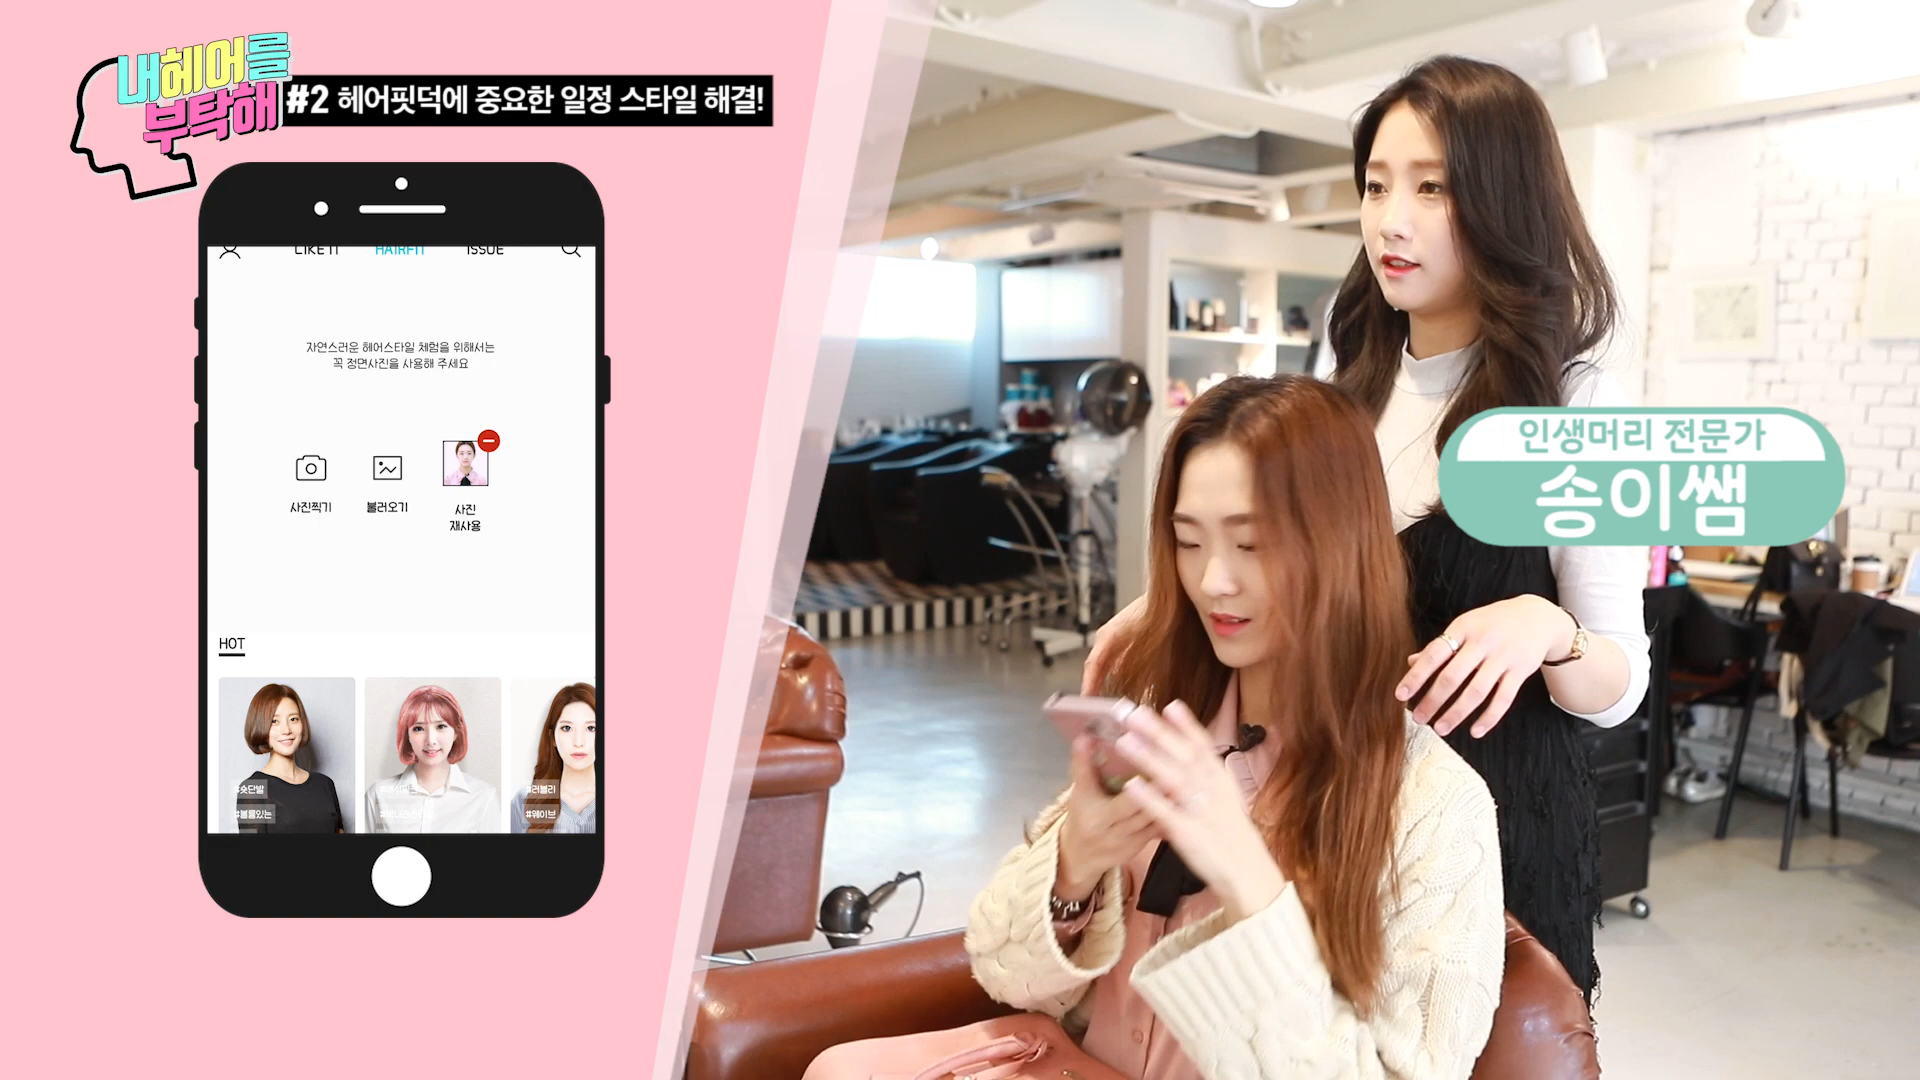 내헤어를
부탁해
#2 헤어핏덕에 중요한 일정 스타일 해결!
LIKE IT HAIRFIT ISSUE
자연스러운 헤어스타일 체험을 위해서는
꼭 정면사진을 사용해 주세요
사진찍기 불러오기 사진
재사용
HOT
#숏단발
#볼륨있는
#러블리
#웨이브
인생머리 전문가
송이쌤